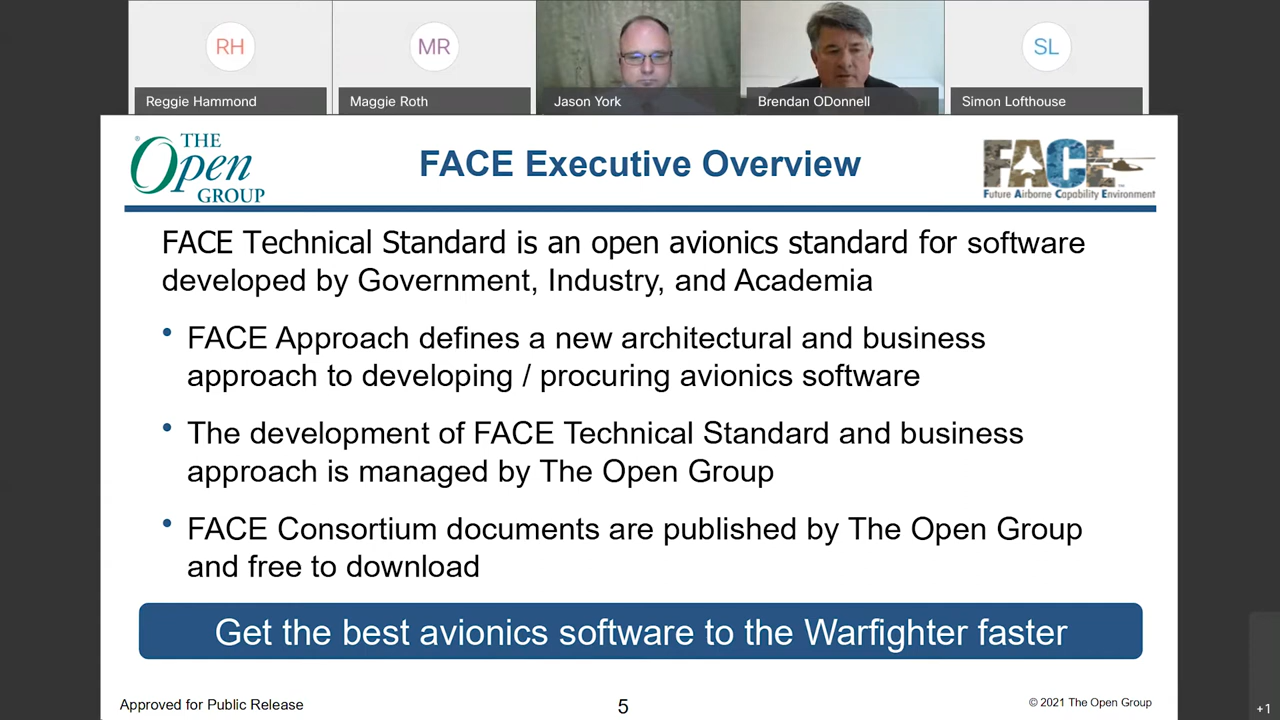 RH
MR
SL
Reggie Hammond
Maggie Roth
Jason York
Brendan ODonnell
Simon Lofthouse
THE
Open
GROUP
®
FACE Executive Overview
FACE
™
Future Airborne Capability Environment
FACE Technical Standard is an open avionics standard for software
developed by Government, Industry, and Academia
• FACE Approach defines a new architectural and business
approach to developing / procuring avionics software
• The development of FACE Technical Standard and business
approach is managed by The Open Group
• FACE Consortium documents are published by The Open Group
and free to download
Get the best avionics software to the Warfighter faster
Approved for Public Release
5
© 2021 The Open Group
+1